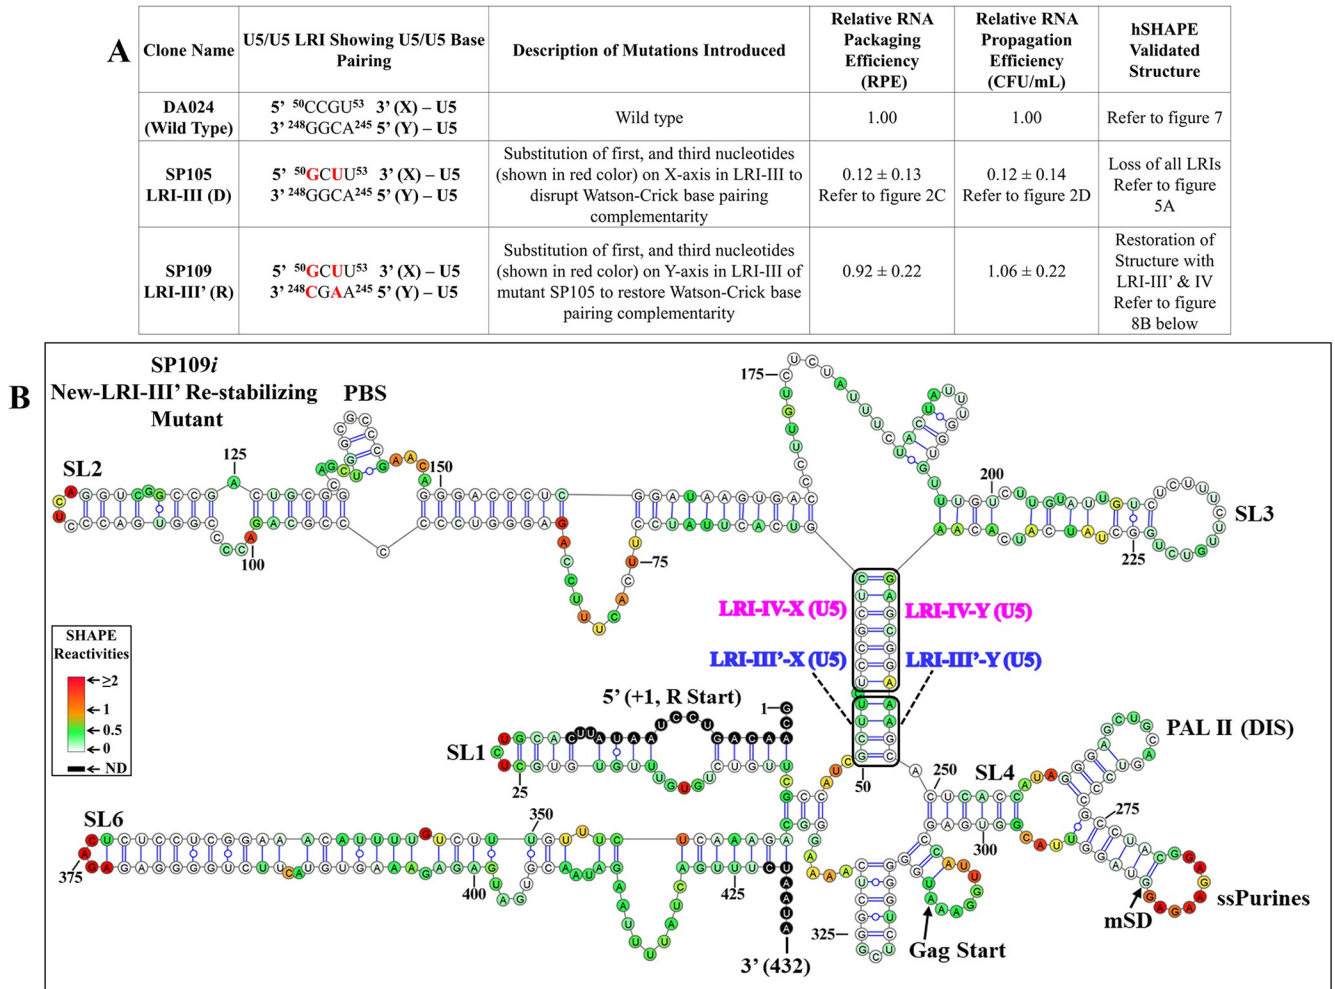 A
Clone Name
U5/U5 LRI Showing U5/U5 Base
Pairing
Description of Mutations Introduced
Relative RNA
Packaging
Efficiency
(RPE)
Relative RNA
Propagation
Efficiency
(CFU/mL)
hSHAPE
Validated
Structure
DA024
(Wild Type)
5’ 50CCGU53 3’ (X) – U5
3’ 248GGCA245 5’ (Y) – U5
Wild type
1.00
1.00
Refer to figure 7
SP105
LRI-III (D)
5’ 50GCUU53 3’ (X) – U5
3’ 248GGCA245 5’ (Y) – U5
Substitution of first, and third nucleotides
(shown in red color) on X-axis in LRI-III to
disrupt Watson-Crick base pairing
complementarity
0.12 ± 0.13
Refer to figure 2C
0.12 ± 0.14
Refer to figure 2D
Loss of all LRIs
Refer to figure
5A
SP109
LRI-III’ (R)
5’ 50GCUU53 3’ (X) – U5
3’ 248CGAA245 5’ (Y) – U5
Substitution of first, and third nucleotides
(shown in red color) on Y-axis in LRI-III of
mutant SP105 to restore Watson-Crick base
pairing complementarity
0.92 ± 0.22
1.06 ± 0.22
Restoration of
Structure with
LRI-III’ & IV
Refer to figure
8B below
B
SP109i
New-LRI-III’ Re-stabilizing
Mutant
PBS
SL2
125
150
100
75
175
200
SL3
225
LRI-IV-X (U5)
LRI-IV-Y (U5)
LRI-III’-X (U5)
LRI-III’-Y (U5)
SHAPE
Reactivities
≥2
1
0.5
0
ND
5’ (+1, R Start)
1
SL1
25
50
250
SL4
PAL II (DIS)
275
300
ssPurines
mSD
Gag Start
325
SL6
350
375
400
425
3’ (432)